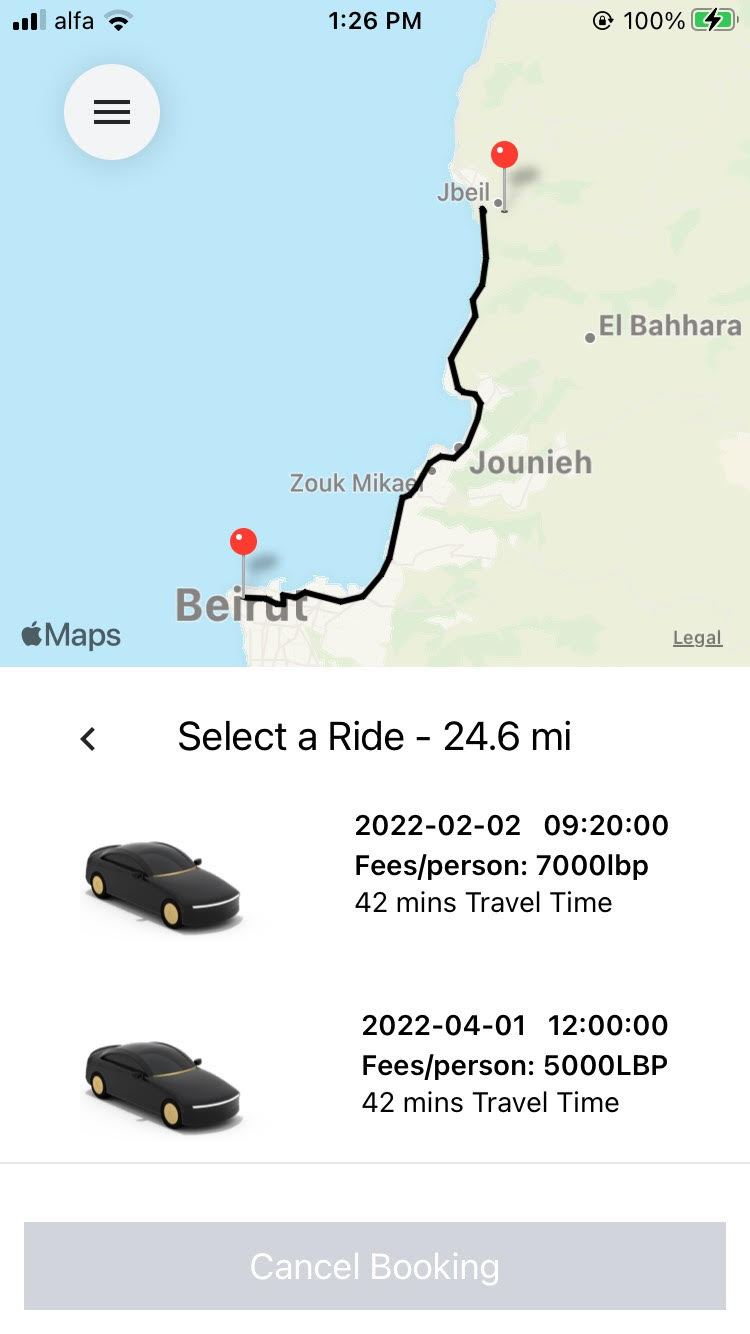 alfa 1:26 PM 100%
Jbeil
El Bahhara
Jounieh
Zouk Mikael
Beirut
Maps
Legal
Select a Ride - 24.6 mi
2022-02-02 09:20:00
Fees/person: 7000lbp
42 mins Travel Time
2022-04-01 12:00:00
Fees/person: 5000LBP
42 mins Travel Time
Cancel Booking